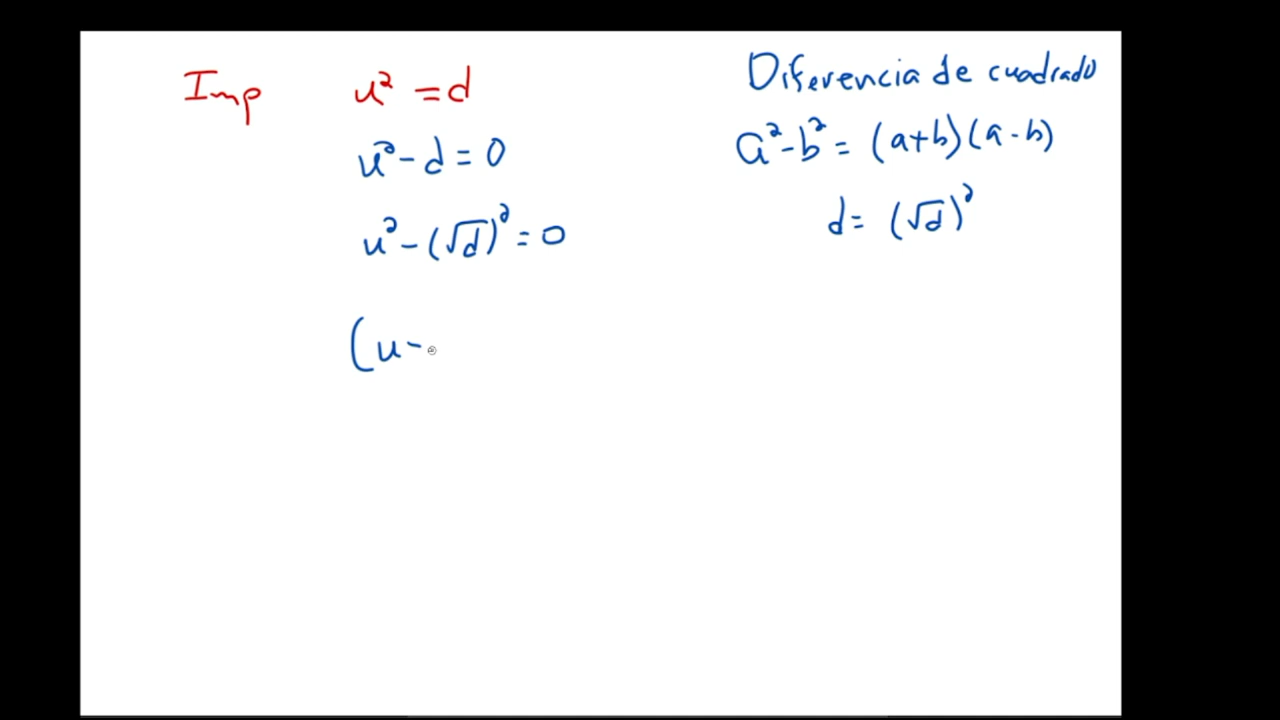 Imp u² = d
u² - d = 0
u² - (√d)² = 0
(u -
Diferencia de cuadrado
a² - b² = (a+b)(a-b)
d = (√d)²